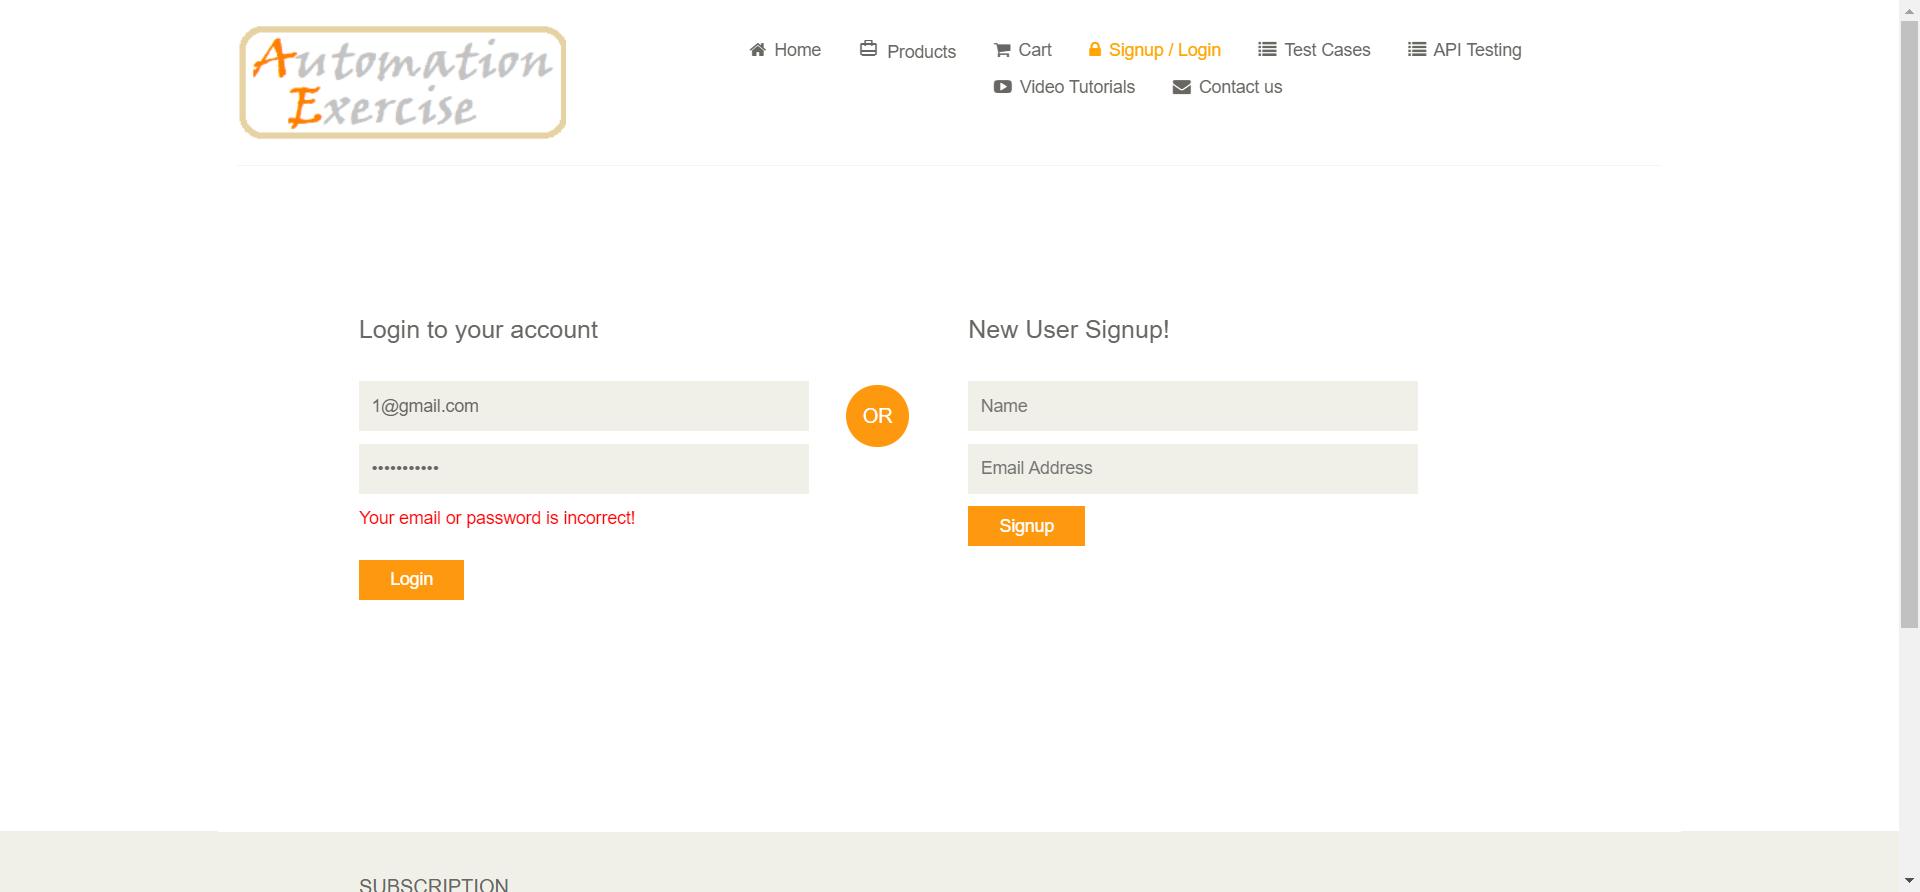 Automation
Exercise
Home
Products
Cart
Signup / Login
Test Cases
API Testing
Video Tutorials
Contact us
Login to your account
1@gmail.com
•••••••••••
Your email or password is incorrect!
Login
OR
New User Signup!
Name
Email Address
Signup
SUBSCRIPTION